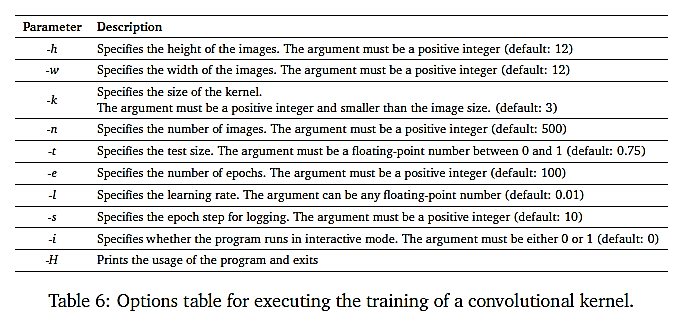 Parameter Description
-h Specifies the height of the images. The argument must be a positive integer (default: 12)
-w Specifies the width of the images. The argument must be a positive integer (default: 12)
-k Specifies the size of the kernel.
The argument must be a positive integer and smaller than the image size. (default: 3)
-n Specifies the number of images. The argument must be a positive integer (default: 500)
-t Specifies the test size. The argument must be a floating-point number between 0 and 1 (default: 0.75)
-e Specifies the number of epochs. The argument must be a positive integer (default: 100)
-l Specifies the learning rate. The argument can be any floating-point number (default: 0.01)
-s Specifies the epoch step for logging. The argument must be a positive integer (default: 10)
-i Specifies whether the program runs in interactive mode. The argument must be either 0 or 1 (default: 0)
-H Prints the usage of the program and exits
Table 6: Options table for executing the training of a convolutional kernel.